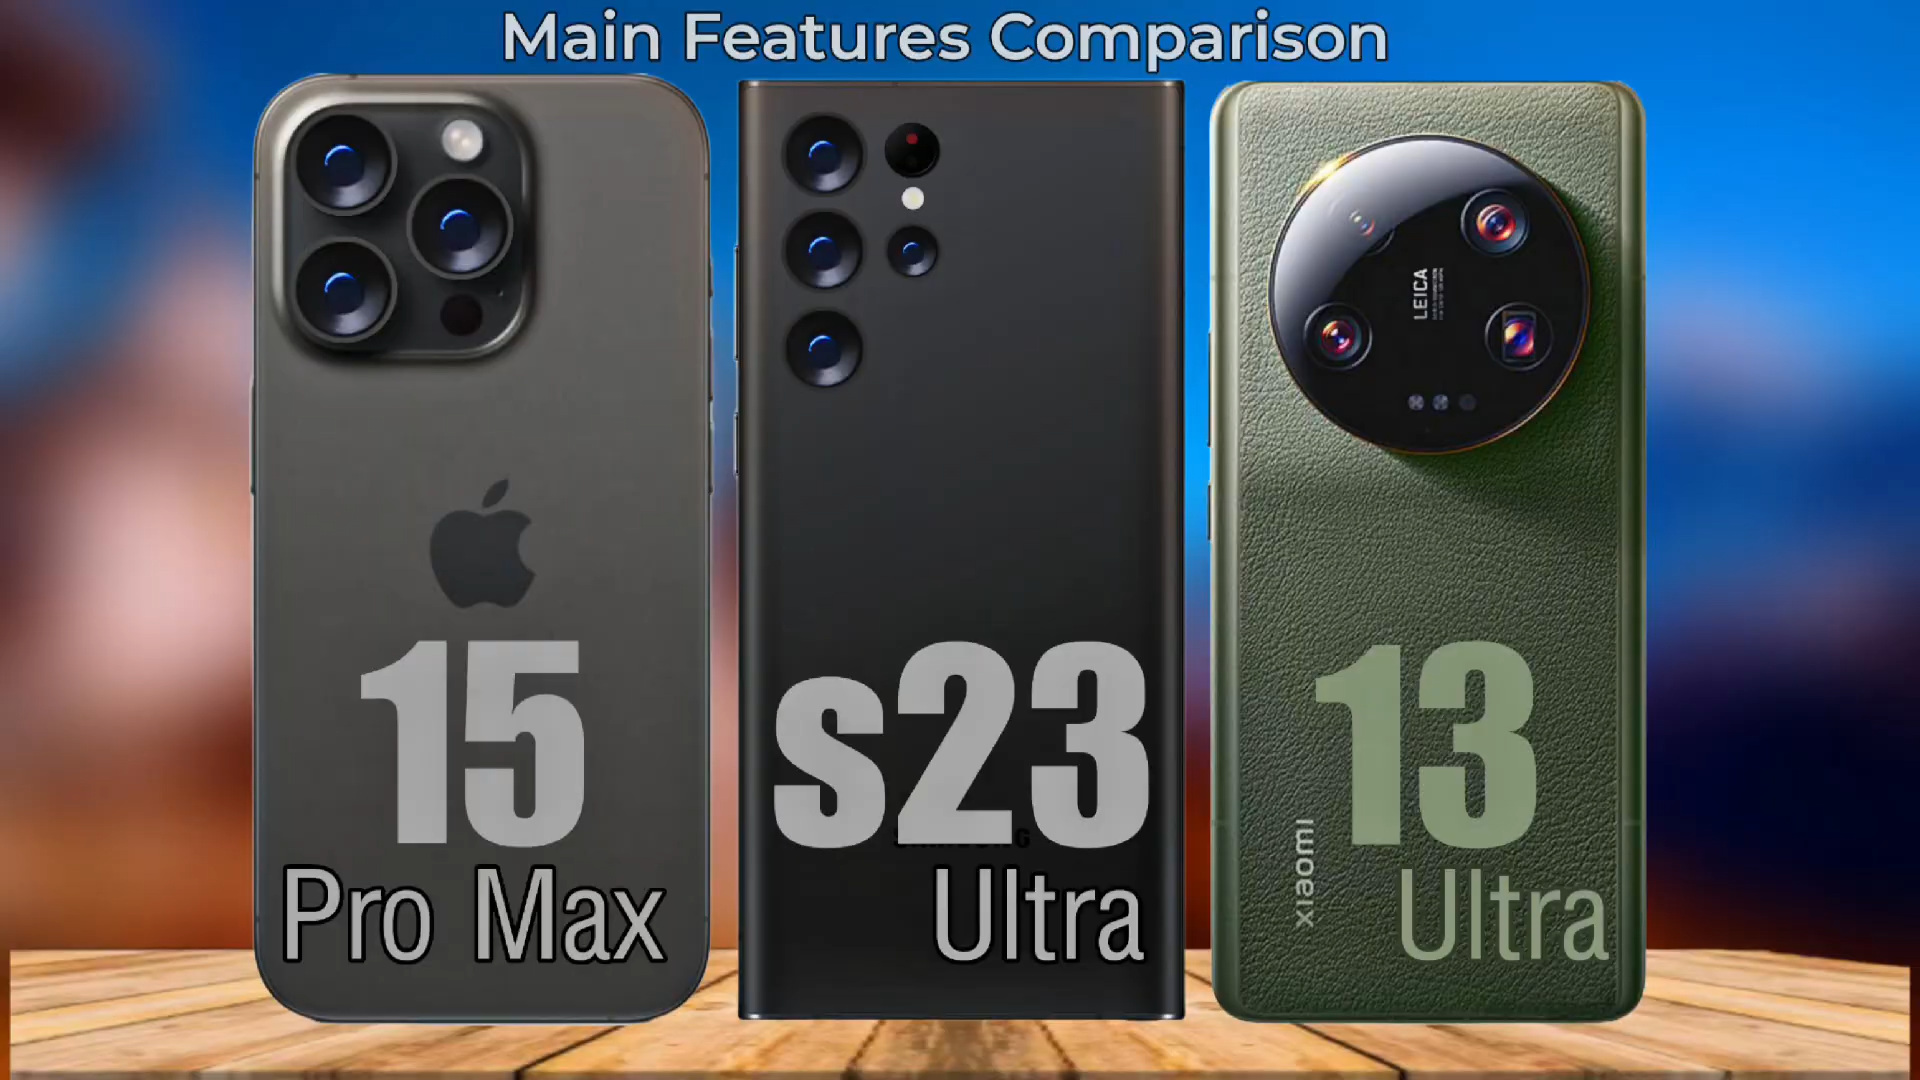 Main Features Comparison
LEICA
15
Pro Max
s23
Ultra
13
xiaomi
Ultra